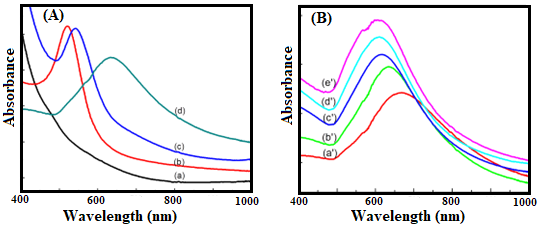 (A)
Absorbance
(d)
(c)
(b)
(a)
400 600 800 1000
Wavelength (nm)
(B)
Absorbance
(e')
(d')
(c')
(b')
(a')
400 600 800 1000
Wavelength (nm)